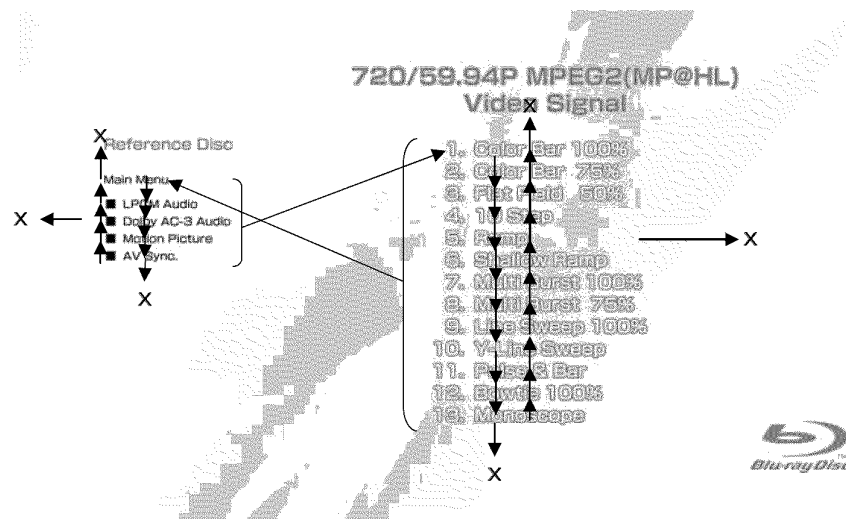 720/59.94P MPEG2(MP@HL)
Video Signal
X
X
Reference Disc
Main Menu
■ LPCM Audio
■ Dolby AC-3 Audio
■ Motion Picture
■ AV Sync.
X
X
1. Color Bar 100%
2. Color Bar 75%
3. Flat Field 50%
4. 10 Step
5. Ramp
6. Shallow Ramp
7. Multi Burst 100%
8. Multi Burst 75%
9. Line Sweep 100%
10. Y-Line Sweep
11. Pulse & Bar
12. Bowtie 100%
13. Monoscope
X
X
Blu-ray Disc